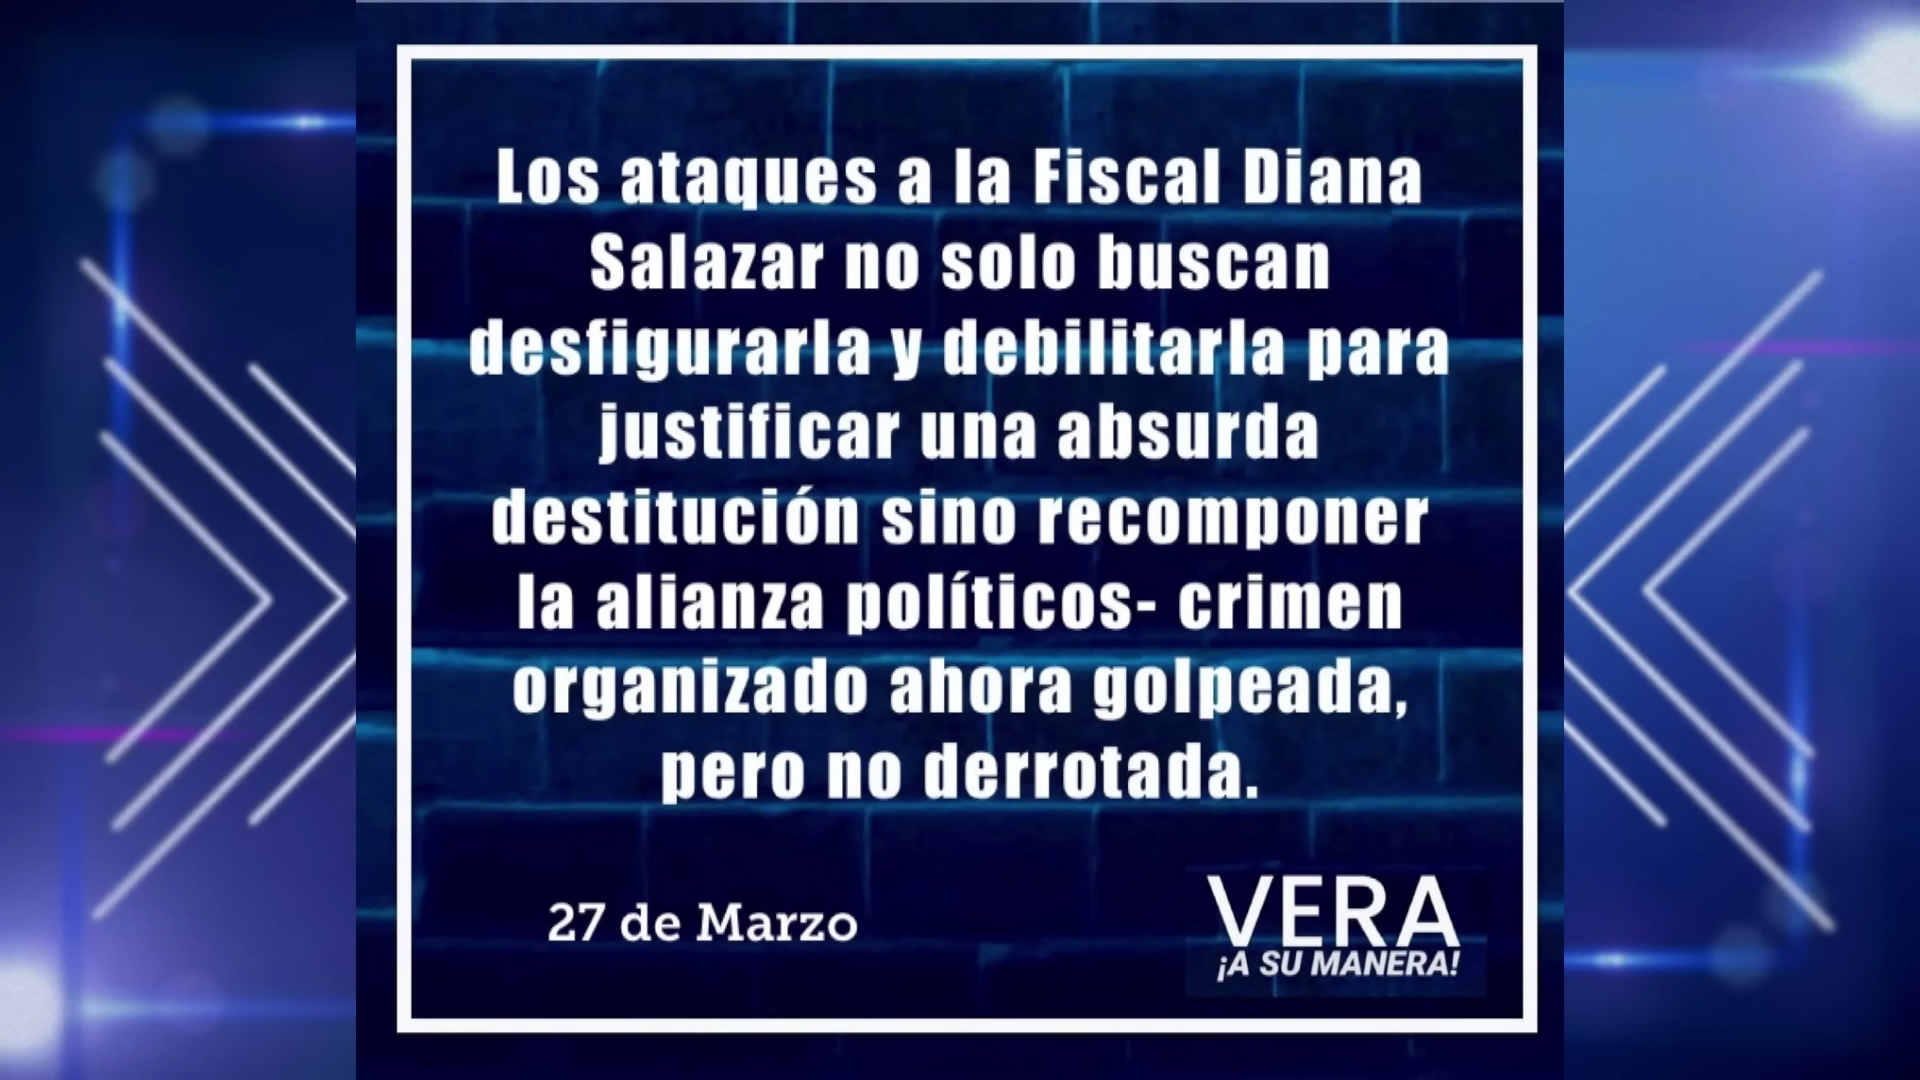 Los ataques a la Fiscal Diana
Salazar no solo buscan
desfigurarla y debilitarla para
justificar una absurda
destitución sino recomponer
la alianza políticos- crimen
organizado ahora golpeada,
pero no derrotada.
27 de Marzo
VERA
¡A SU MANERA!